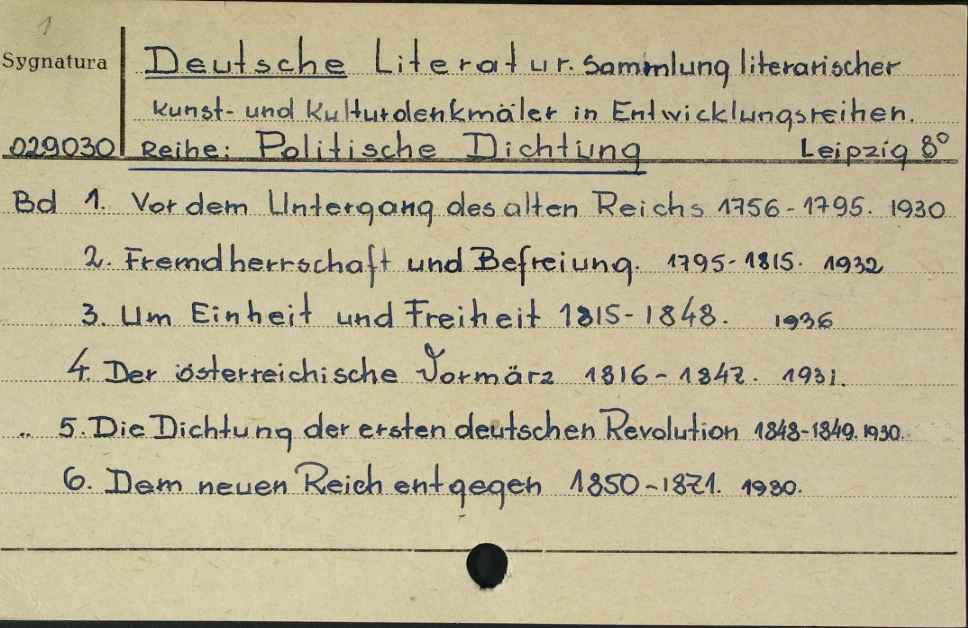 1
Sygnatura
Deutsche Literatur. Sammlung literarischer
Kunst- und Kulturdenkmäler in Entwicklungsreihen.
029030 Reihe: Politische Dichtung Leipzig 8°
Bd 1. Vor dem Untergang des alten Reichs 1756-1795. 1930
2. Fremdherrschaft und Befreiung. 1795-1815. 1932
3. Um Einheit und Freiheit 1815-1848. 1936
4. Der österreichische Vormärz 1816-1847. 1931.
.. 5. Die Dichtung der ersten deutschen Revolution 1848-1849. 1930.
6. Dem neuen Reich entgegen 1850-1871. 1930.